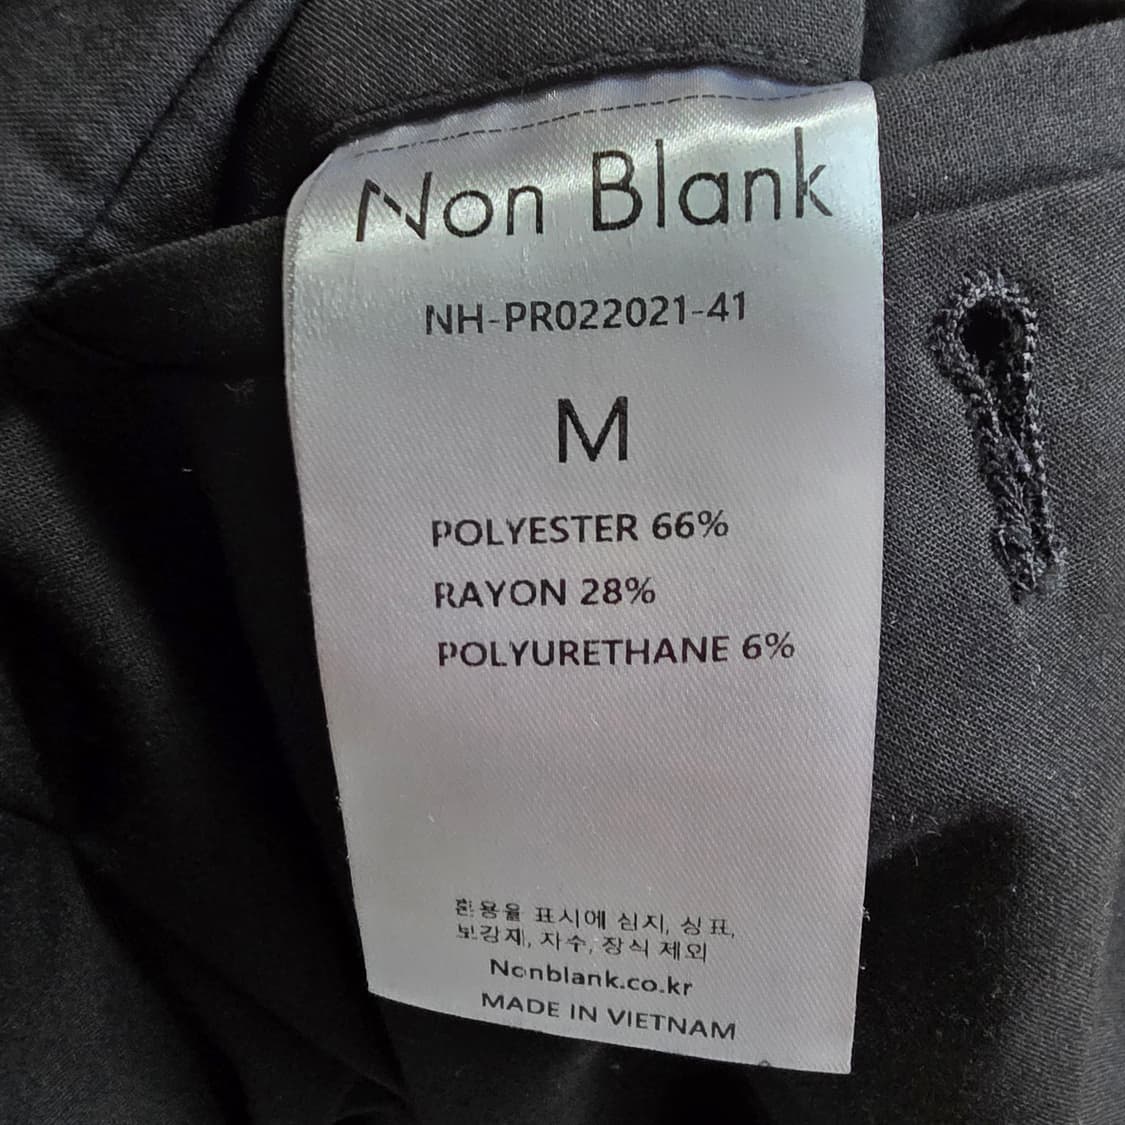 Non Blank
NH-PR022021-41
M
POLYESTER 66%
RAYON 28%
POLYURETHANE 6%
혼용율 표시에 심지, 상표,
보강재, 자수, 장식 제외
Nonblank.co.kr
MADE IN VIETNAM